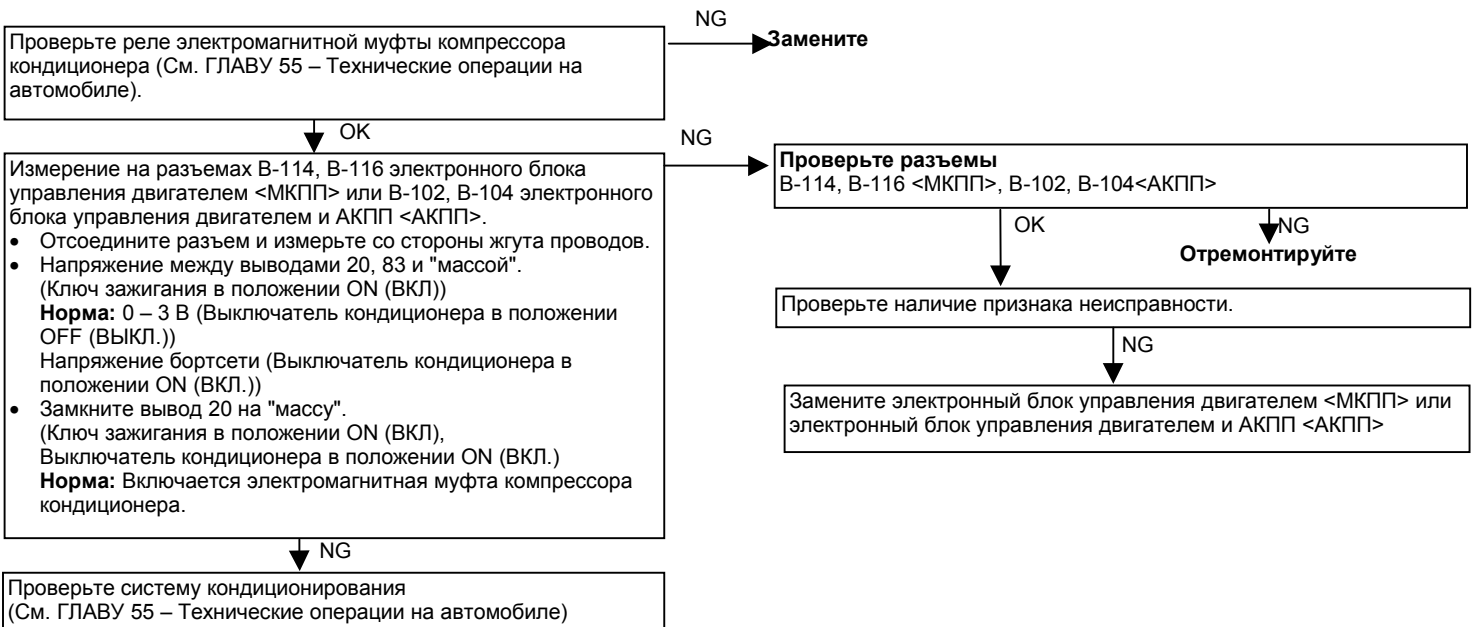 NG
Проверьте реле электромагнитной муфты компрессора
кондиционера (См. ГЛАВУ 55 – Технические операции на
автомобиле).
Замените
OK
NG
Измерение на разъемах B-114, B-116 электронного блока
управления двигателем <МКПП> или B-102, B-104 электронного
блока управления двигателем и АКПП <АКПП>.
• Отсоедините разъем и измерьте со стороны жгута проводов.
• Напряжение между выводами 20, 83 и "массой".
(Ключ зажигания в положении ON (ВКЛ))
Норма: 0 – 3 В (Выключатель кондиционера в положении
OFF (ВЫКЛ.))
Напряжение бортсети (Выключатель кондиционера в
положении ON (ВКЛ.))
• Замкните вывод 20 на "массу".
(Ключ зажигания в положении ON (ВКЛ),
Выключатель кондиционера в положении ON (ВКЛ.)
Норма: Включается электромагнитная муфта компрессора
кондиционера.
Проверьте разъемы
B-114, B-116 <МКПП>, B-102, B-104<АКПП>
OK
NG
Отремонтируйте
Проверьте наличие признака неисправности.
NG
Замените электронный блок управления двигателем <МКПП> или
электронный блок управления двигателем и АКПП <АКПП>
NG
Проверьте систему кондиционирования
(См. ГЛАВУ 55 – Технические операции на автомобиле)